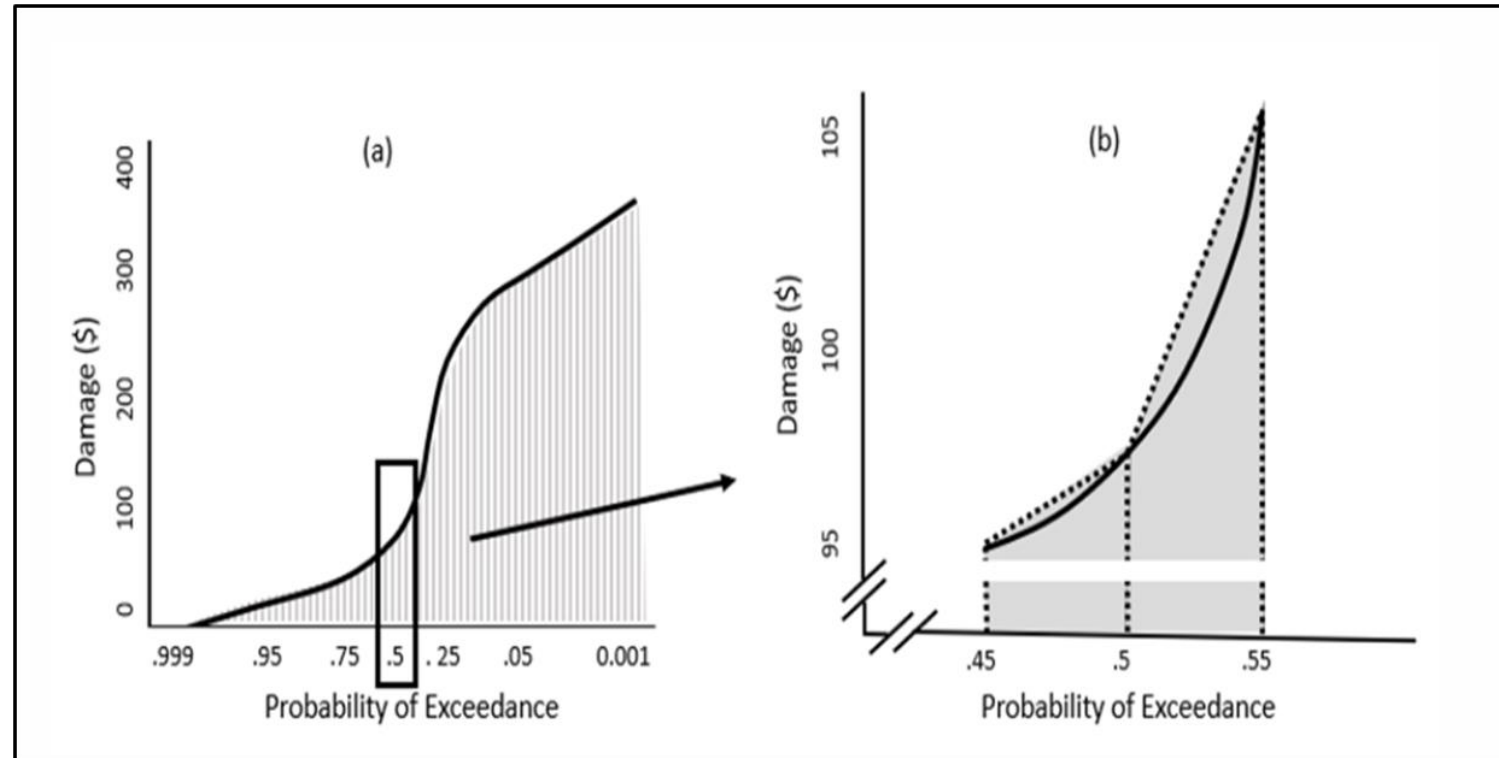 (a)
Damage ($)
400
300
200
100
0
.999 .95 .75 .5 .25 .05 0.001
Probability of Exceedance
(b)
Damage ($)
105
100
95
.45 .5 .55
Probability of Exceedance